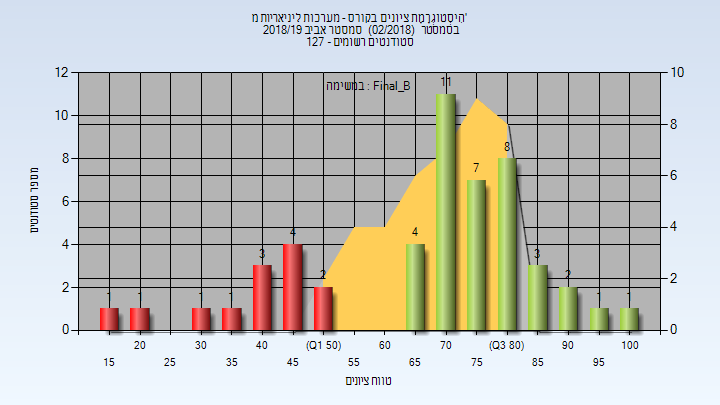 הִיסְטוֹגְרַמַת ציונים בקורס - מערכות ליניאריות מ'
בסמסטר (02/2018) סמסטר אביב 2018/19
סטודנטים רשומים - 127
במשימה : Final_B
מספר סטודנטים
12 10 8 6 4 2 0
10 8 6 4 2 0
1 1 1 1 3 4 2 4 11 7 8 3 2 1 1
20 30 40 (Q1 50) 60 70 (Q3 80) 90 100
15 25 35 45 55 65 75 85 95
טווח ציונים